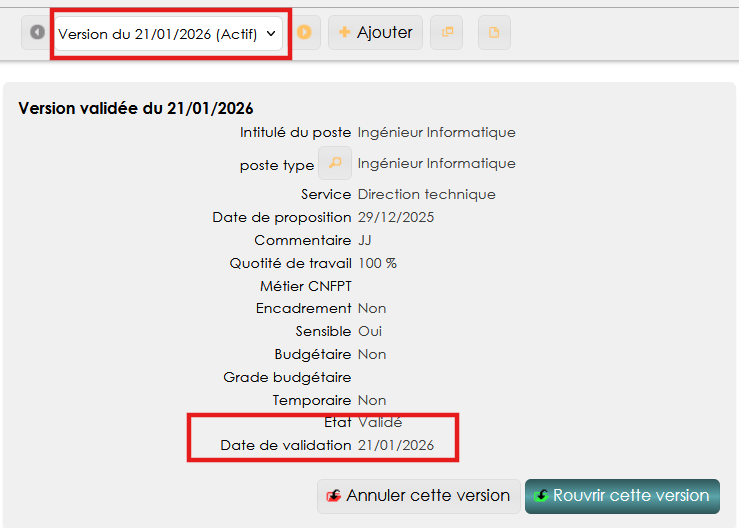 Version du 21/01/2026 (Actif) Ajouter
Version validée du 21/01/2026
Intitulé du poste Ingénieur Informatique
poste type Ingénieur Informatique
Service Direction technique
Date de proposition 29/12/2025
Commentaire JJ
Quotité de travail 100 %
Métier CNFPT
Encadrement Non
Sensible Oui
Budgétaire Non
Grade budgétaire
Temporaire Non
Etat Validé
Date de validation 21/01/2026
Annuler cette version Rouvrir cette version